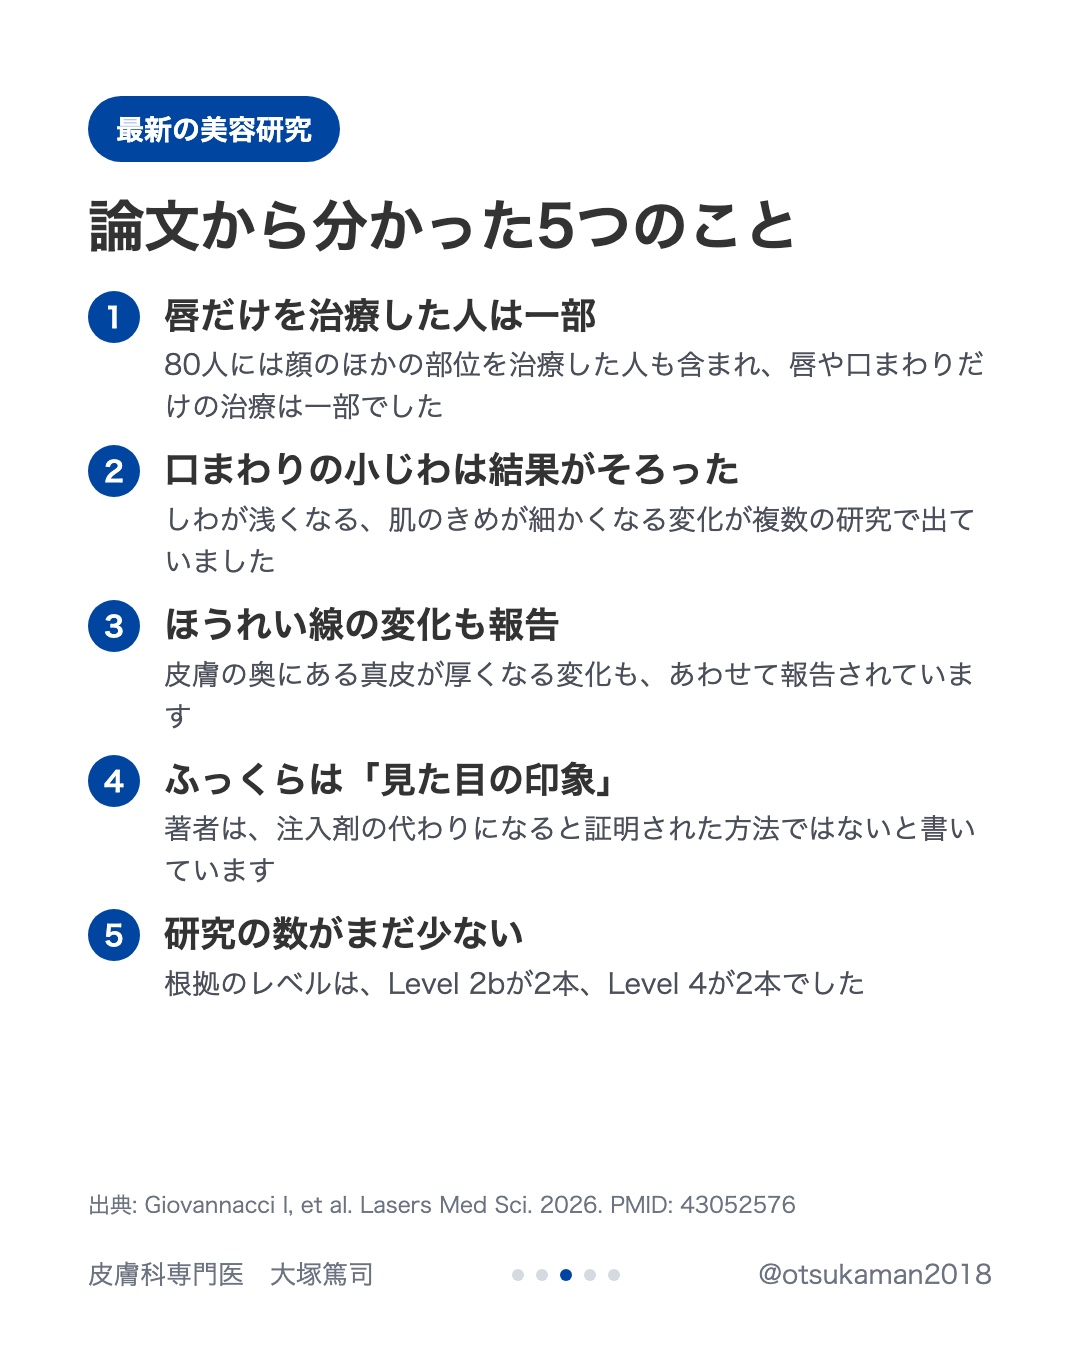 最新の美容研究
論文から分かった5つのこと
1 唇だけを治療した人は一部
80人には顔のほかの部位を治療した人も含まれ、唇や口まわりだ
けの治療は一部でした
2 口まわりの小じわは結果がそろった
しわが浅くなる、肌のきめが細かくなる変化が複数の研究で出て
いました
3 ほうれい線の変化も報告
皮膚の奥にある真皮が厚くなる変化も、あわせて報告されていま
す
4 ふっくらは「見た目の印象」
著者は、注入剤の代わりになると証明された方法ではないと書い
ています
5 研究の数がまだ少ない
根拠のレベルは、Level 2bが2本、Level 4が2本でした
出典: Giovannacci I, et al. Lasers Med Sci. 2026. PMID: 43052576
皮膚科専門医　大塚篤司
@otsukaman2018